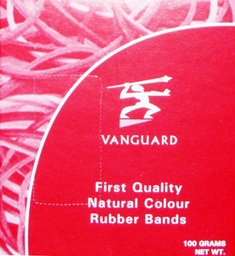 VANGUARD
First Quality
Natural Colour
Rubber Bands
100 GRAMS
NET WT.